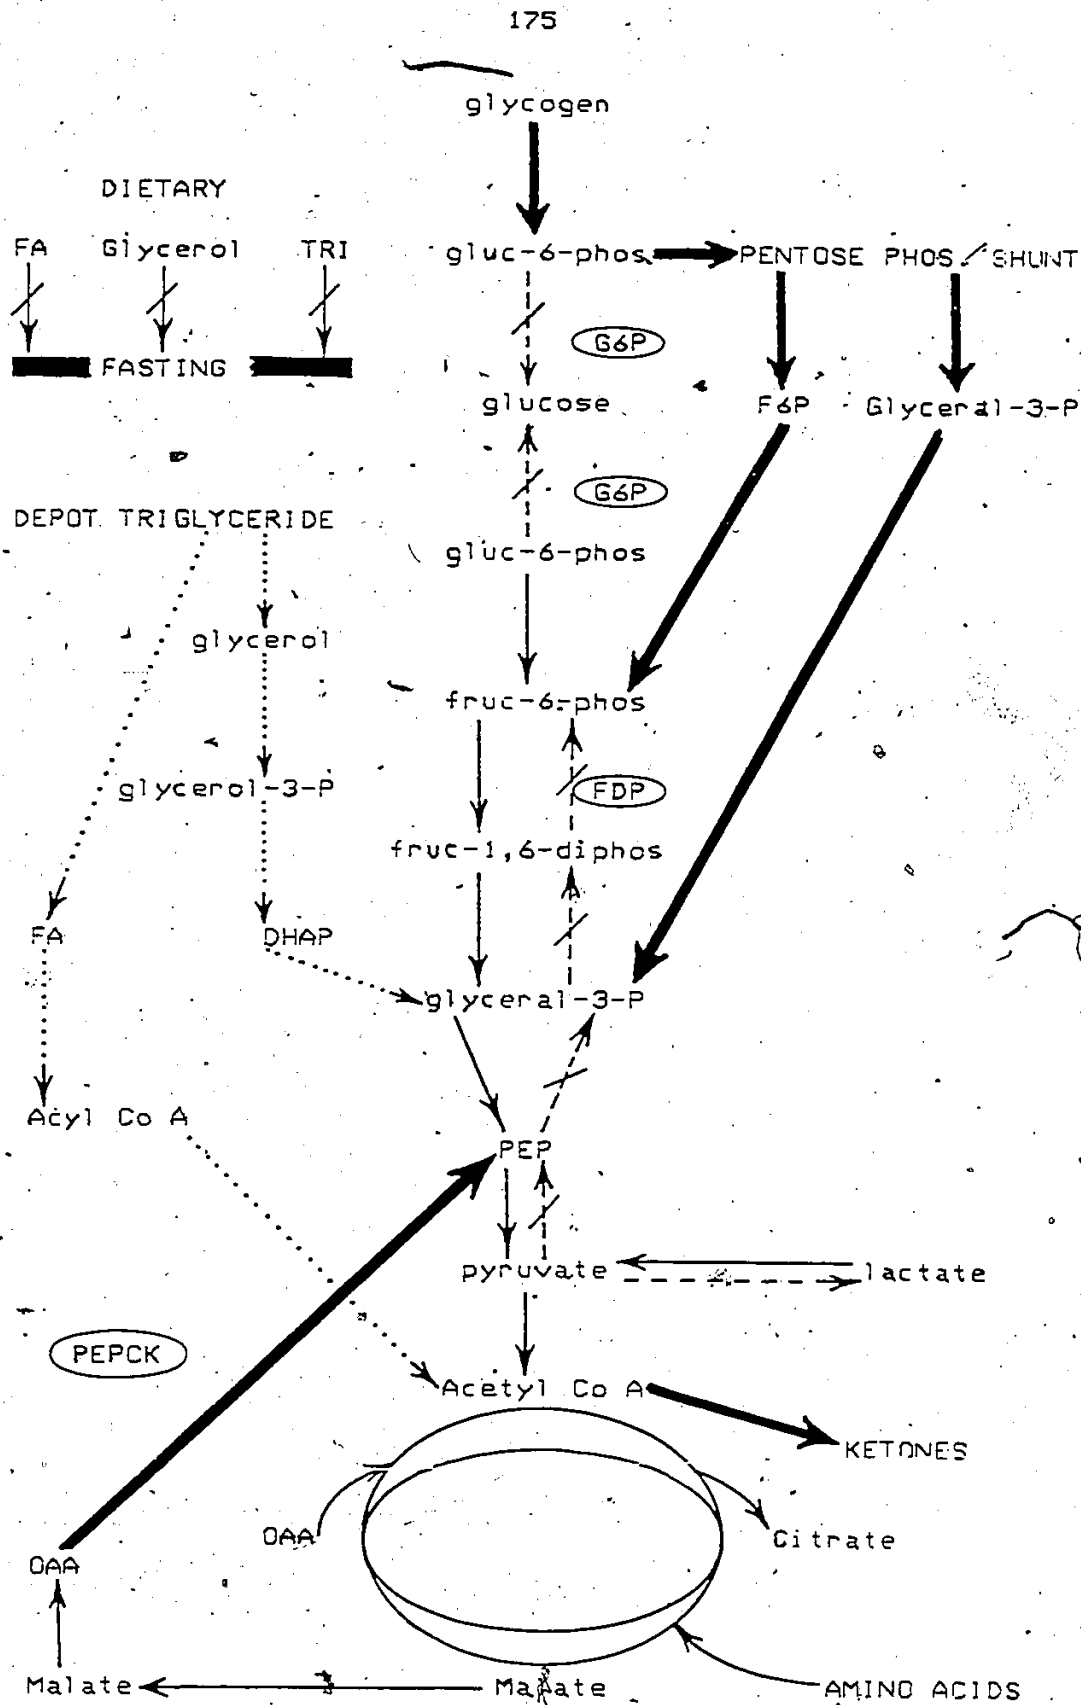 175
glycogen
DIETARY
FA Glycerol TRI
gluc-6-phos PENTOSE PHOS. SHUNT
G6P
FASTING
glucose F6P Glyceral-3-P
G6P
DEPOT TRIGLYCERIDE
gluc-6-phos
glycerol
fruc-6-phos
glycerol-3-P
FDP
fruc-1,6-diphos
FA DHAP
glyceral-3-P
Acyl Co A
PEP
pyruvate lactate
PEPCK
Acetyl Co A
KETONES
OAA Citrate
OAA
Malate Malate AMINO ACIDS